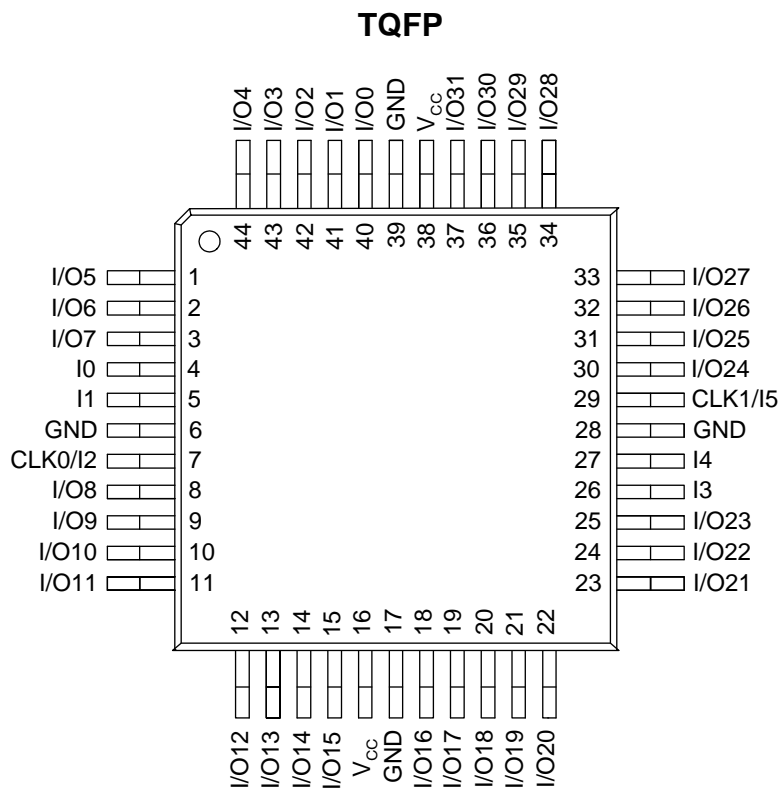 TQFP
I/O4 I/O3 I/O2 I/O1 I/O0 GND VCC I/O31 I/O30 I/O29 I/O28
44 43 42 41 40 39 38 37 36 35 34
I/O5 1 33 I/O27
I/O6 2 32 I/O26
I/O7 3 31 I/O25
I0 4 30 I/O24
I1 5 29 CLK1/I5
GND 6 28 GND
CLK0/I2 7 27 I4
I/O8 8 26 I3
I/O9 9 25 I/O23
I/O10 10 24 I/O22
I/O11 11 23 I/O21
12 13 14 15 16 17 18 19 20 21 22
I/O12 I/O13 I/O14 I/O15 VCC GND I/O16 I/O17 I/O18 I/O19 I/O20